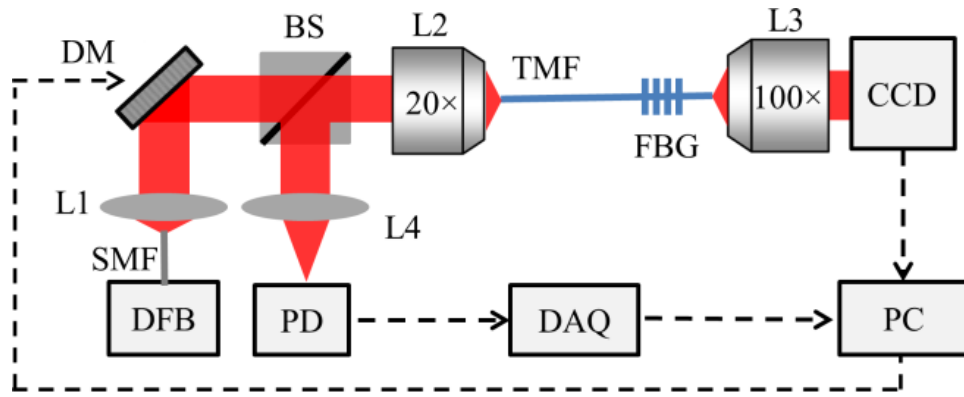 BS
L2
L3
DM
TMF
20×
100×
CCD
FBG
L1
L4
SMF
DFB
PD
DAQ
PC